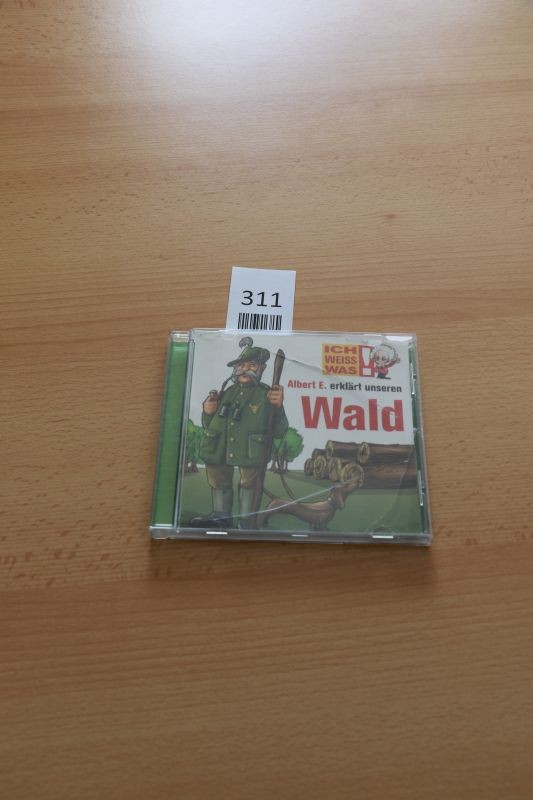 311
ICH
WEISS
WAS!
Albert E. erklärt unseren
Wald